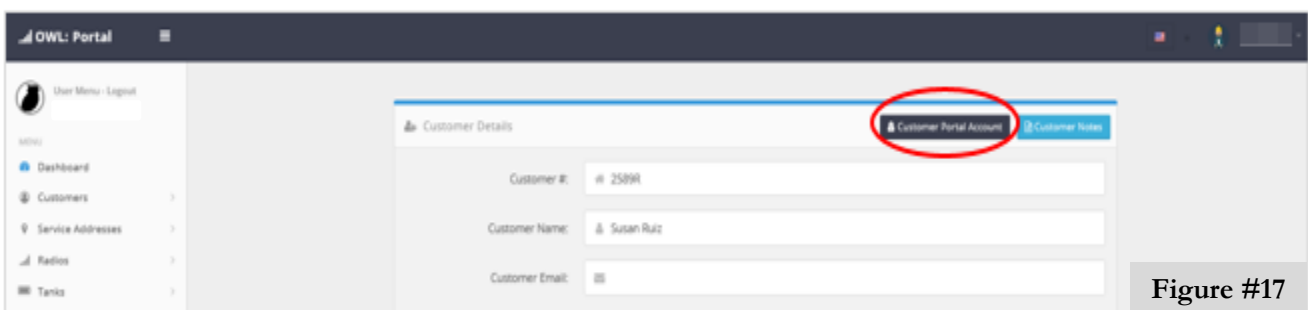 OWL: Portal
User Menu - Logout
MENU
Dashboard
Customers
Service Addresses
Radios
Tanks
Customer Details
Customer Portal Account
Customer Notes
Customer #: 2589R
Customer Name: Susan Ruiz
Customer Email:
Figure #17